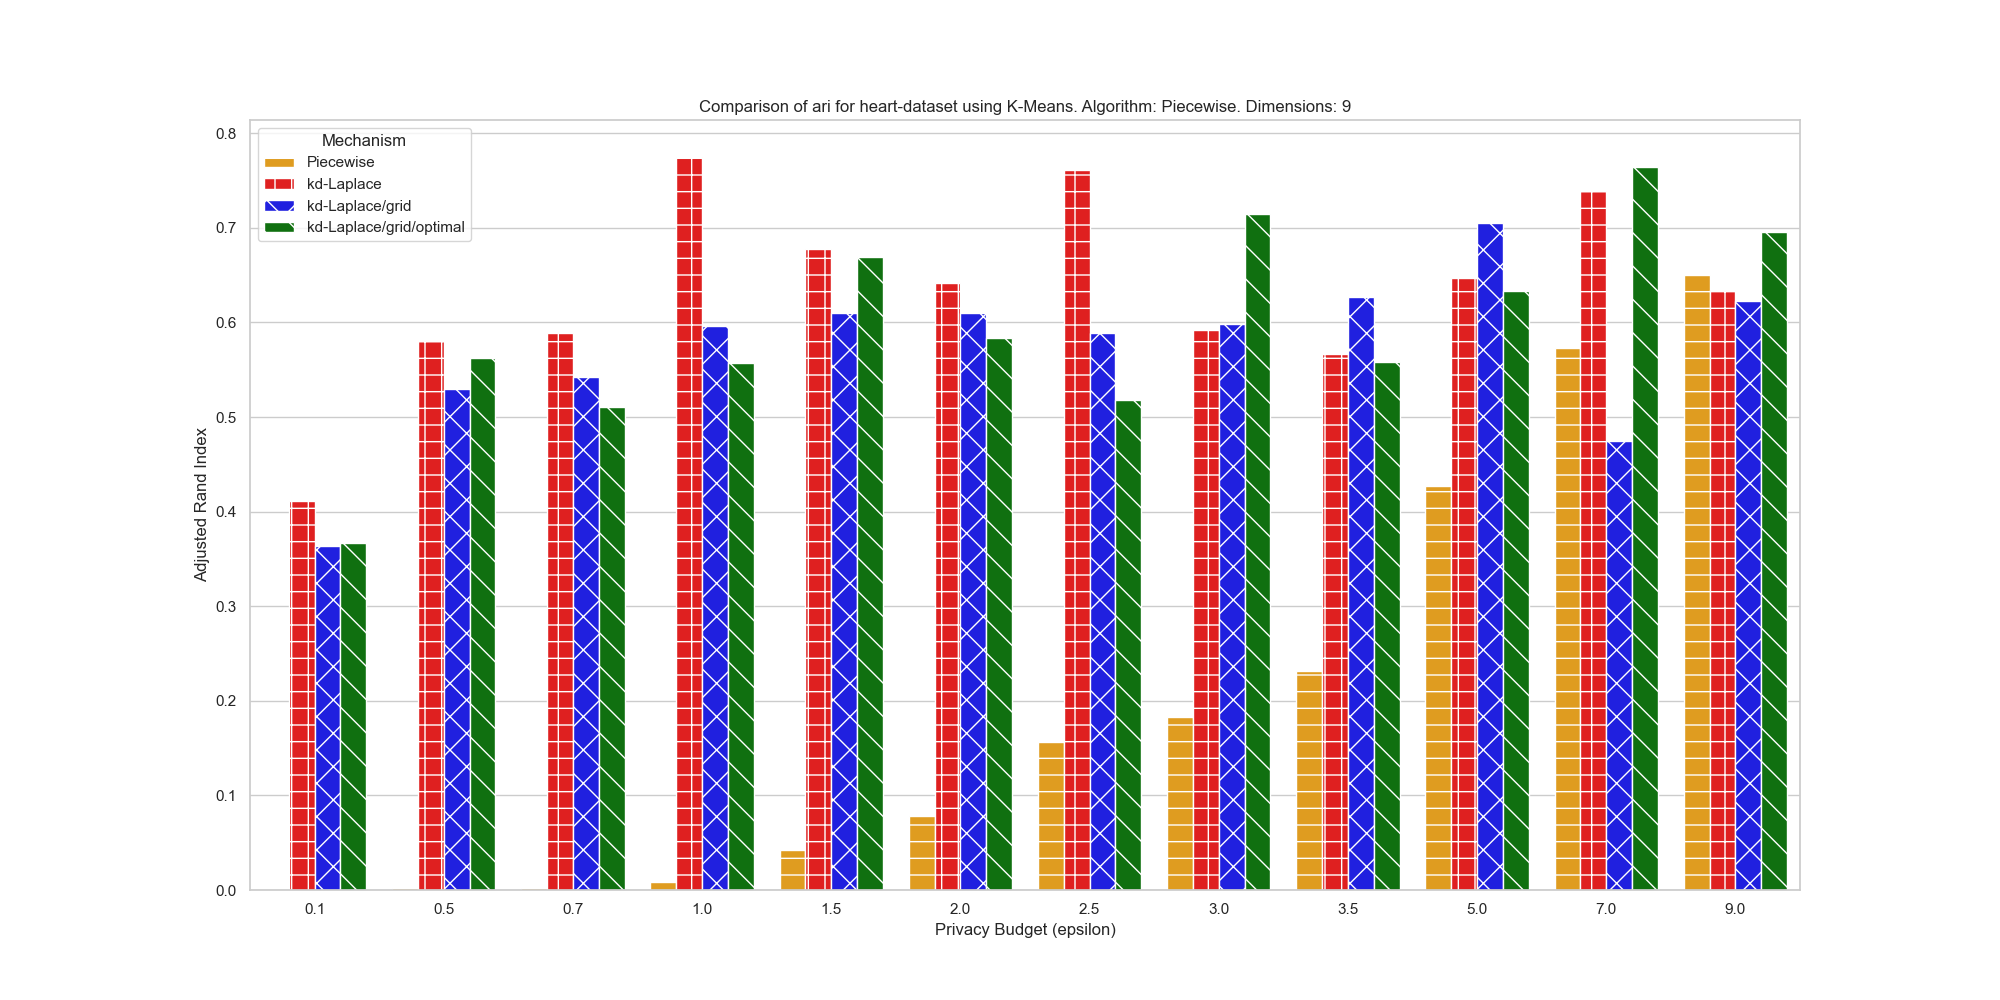 Comparison of ari for heart-dataset using K-Means. Algorithm: Piecewise. Dimensions: 9
Mechanism
Piecewise
kd-Laplace
kd-Laplace/grid
kd-Laplace/grid/optimal
Adjusted Rand Index
0.8
0.7
0.6
0.5
0.4
0.3
0.2
0.1
0.0
0.1 0.5 0.7 1.0 1.5 2.0 2.5 3.0 3.5 5.0 7.0 9.0
Privacy Budget (epsilon)